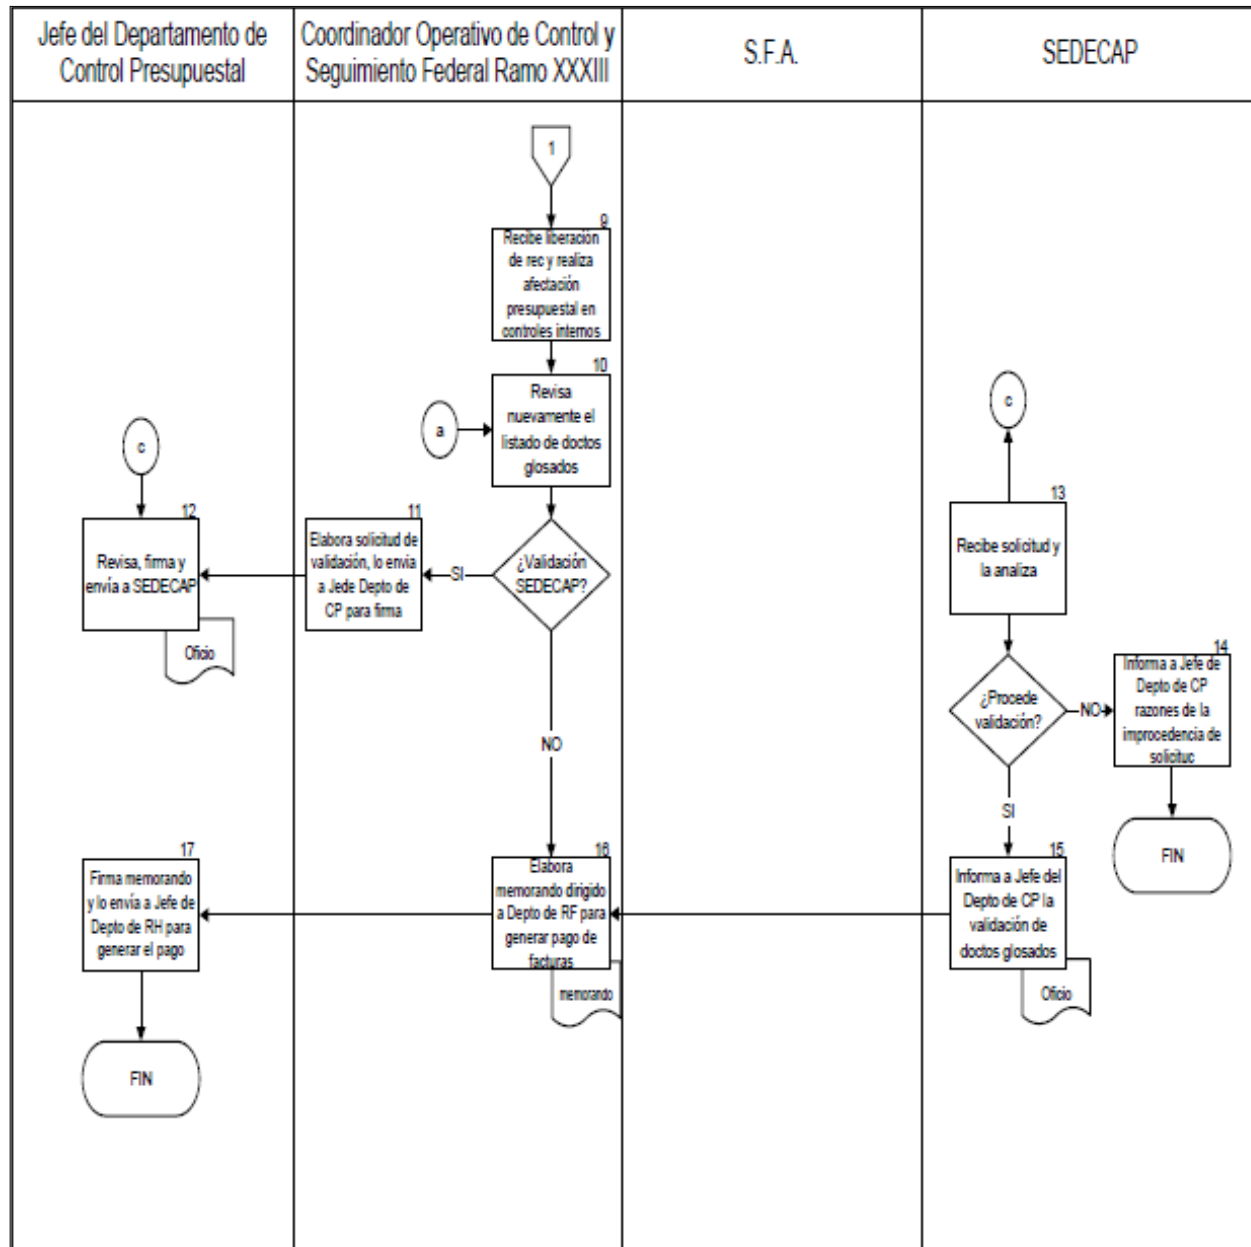 Jefe del Departamento de
Control Presupuestal
Coordinador Operativo de Control y
Seguimiento Federal Ramo XXXIII
S.F.A.
SEDECAP
1
9
Recibe liberación
de rec y realiza
afectación
presupuestal en
controles internos
10
Revisa
nuevamente el
listado de doctos
glosados
a
c
12
Revisa, firma y
envía a SEDECAP
Oficio
11
Elabora solicitud de
validación, lo envia
a Jede Depto de
CP para firma
SI
¿Validación
SEDECAP?
NO
c
13
Recibe solicitud y
la analiza
¿Procede
validación?
NO
14
Informa a Jefe de
Depto de CP
razones de la
improcedencia de
solicituc
FIN
SI
15
Informa a Jefe del
Depto de CP la
validación de
doctos glosados
Oficio
16
Elabora
memorando dirigido
a Depto de RF para
generar pago de
facturas
memorando
17
Firma memorando
y lo envía a Jefe de
Depto de RH para
generar el pago
FIN